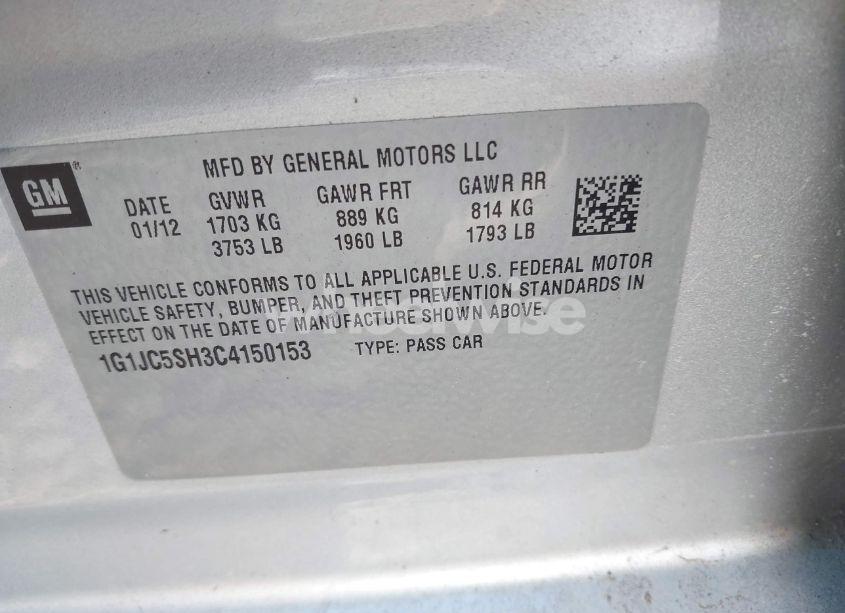 GM
MFD BY GENERAL MOTORS LLC
DATE GVWR GAWR FRT GAWR RR
01/12 1703 KG 889 KG 814 KG
3753 LB 1960 LB 1793 LB
THIS VEHICLE CONFORMS TO ALL APPLICABLE U.S. FEDERAL MOTOR
VEHICLE SAFETY, BUMPER, AND THEFT PREVENTION STANDARDS IN
EFFECT ON THE DATE OF MANUFACTURE SHOWN ABOVE.
1G1JC5SH3C4150153 TYPE: PASS CAR
wheelwise